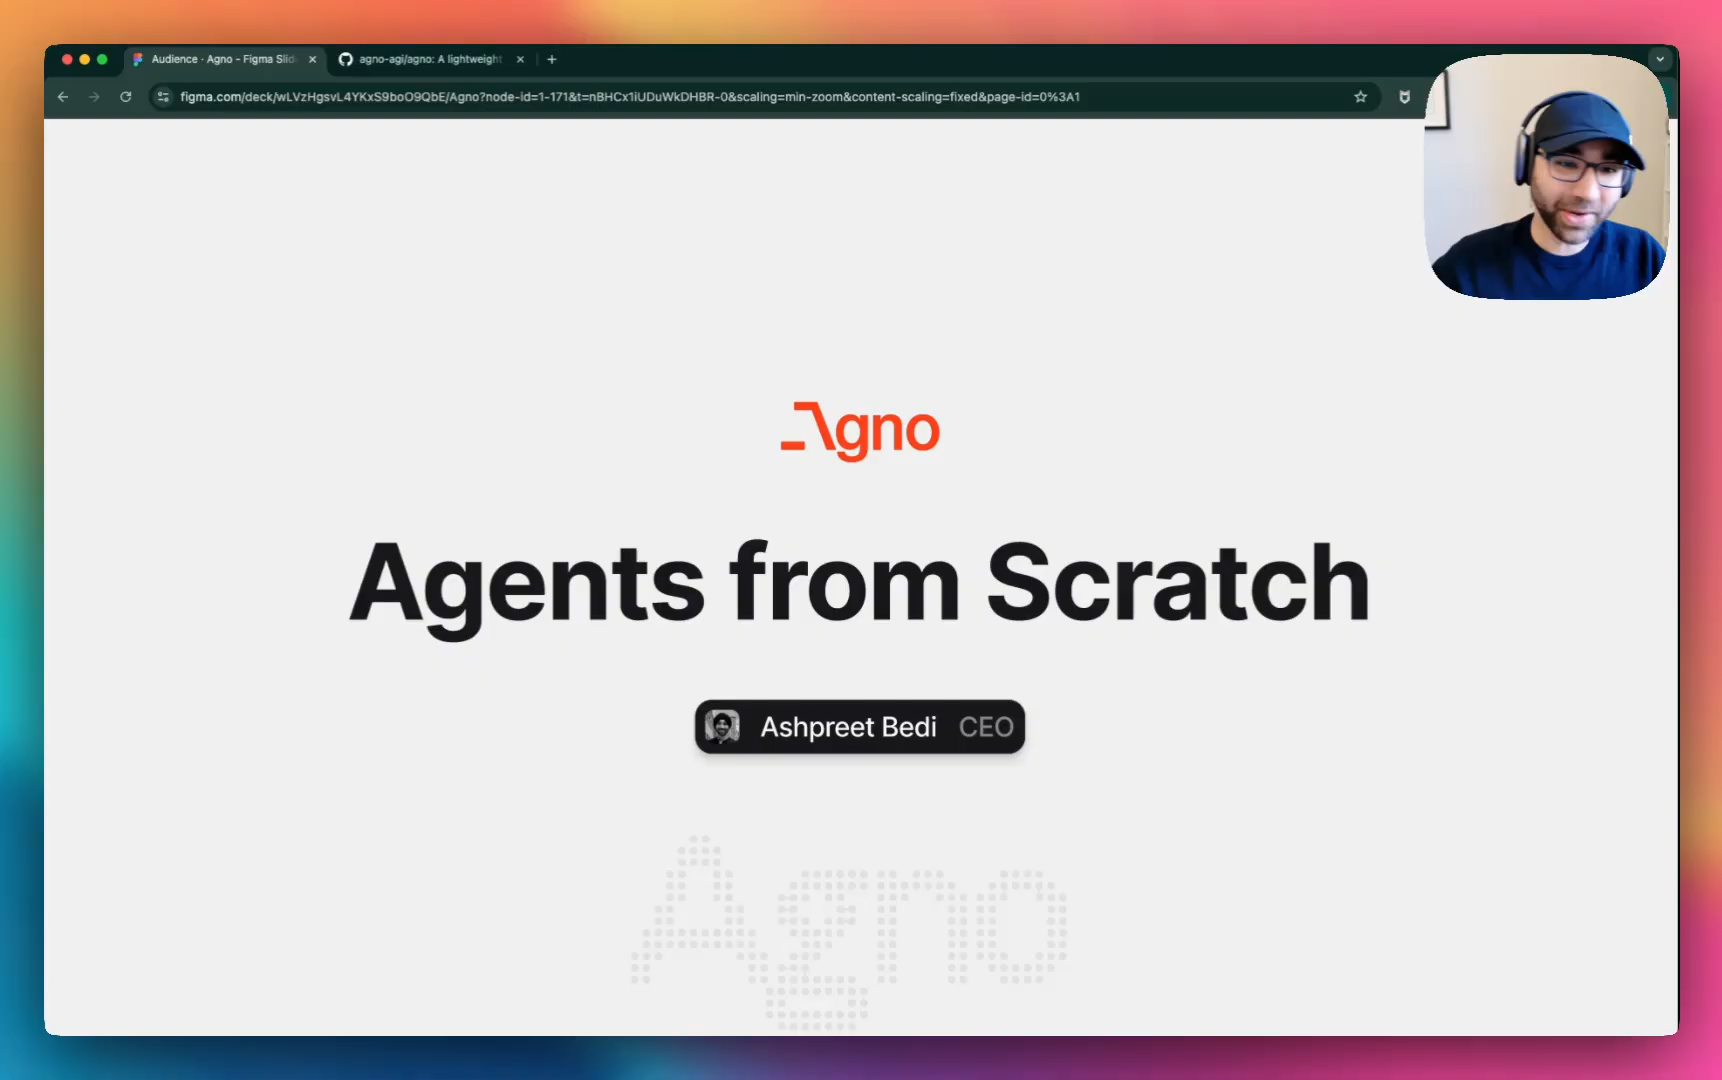 Audience · Agno - Figma Slid
agno-agi/agno: A lightweight
figma.com/deck/wLVzHgsvL4YKxS9boO9QbE/Agno?node-id=1-171&t=nBHCx1iUDuWkDHBR-0&scaling=min-zoom&content-scaling=fixed&page-id=0%3A1
Agno
Agents from Scratch
Ashpreet Bedi CEO
Agno